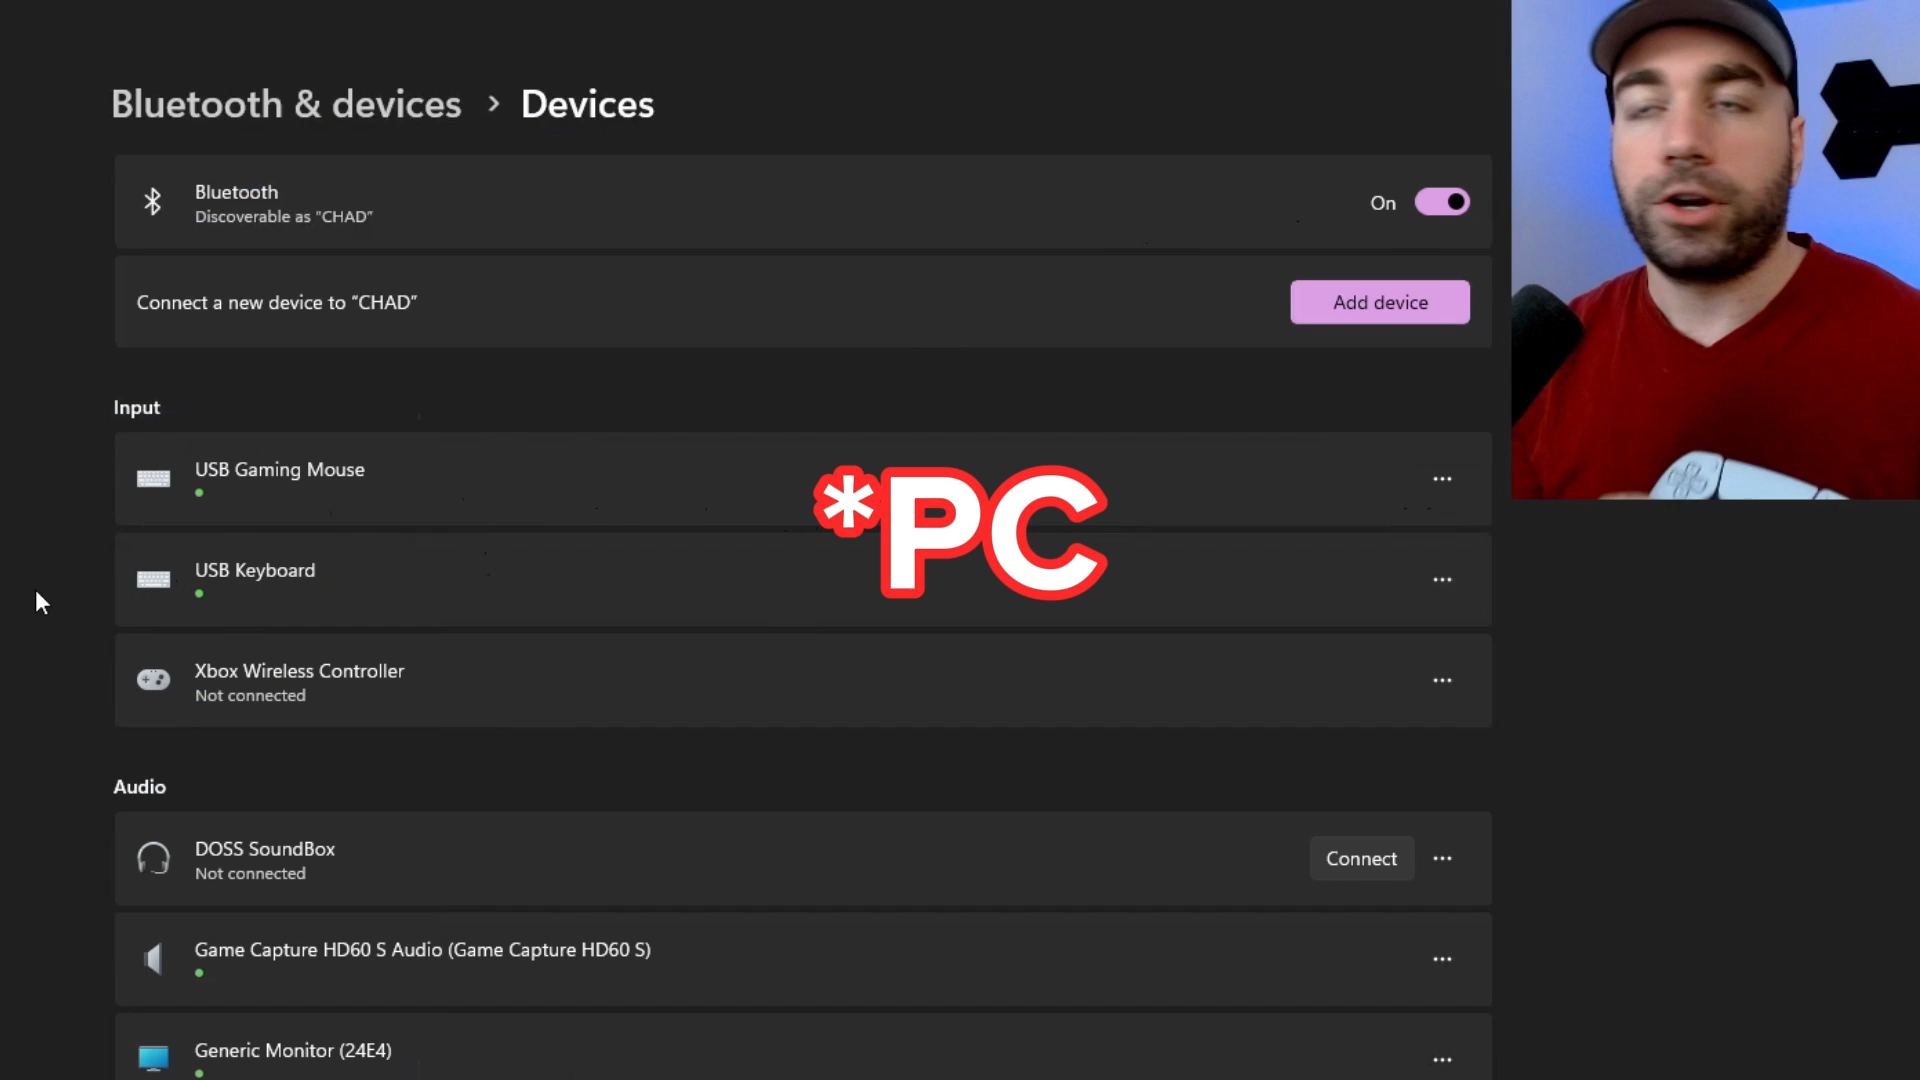 Bluetooth & devices > Devices
Bluetooth
Discoverable as "CHAD"
On
Connect a new device to "CHAD"
Add device
Input
USB Gaming Mouse
*PC
USB Keyboard
Xbox Wireless Controller
Not connected
Audio
DOSS SoundBox
Not connected
Connect
Game Capture HD60 S Audio (Game Capture HD60 S)
Generic Monitor (24E4)